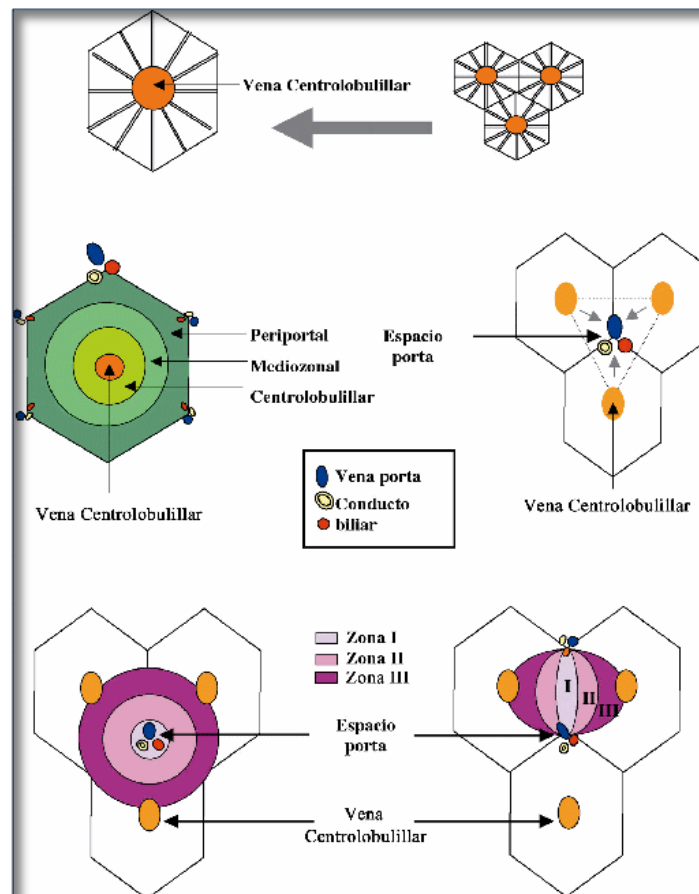 Vena Centrolobulillar
Periportal
Mediozonal
Centrolobulillar
Vena Centrolobulillar
Espacio
porta
Vena Centrolobulillar
Vena porta
Conducto
biliar
Zona I
Zona II
Zona III
I
II
III
Espacio
porta
Vena
Centrolobulillar